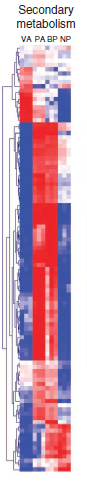 Secondary
metabolism
VA PA BP NP